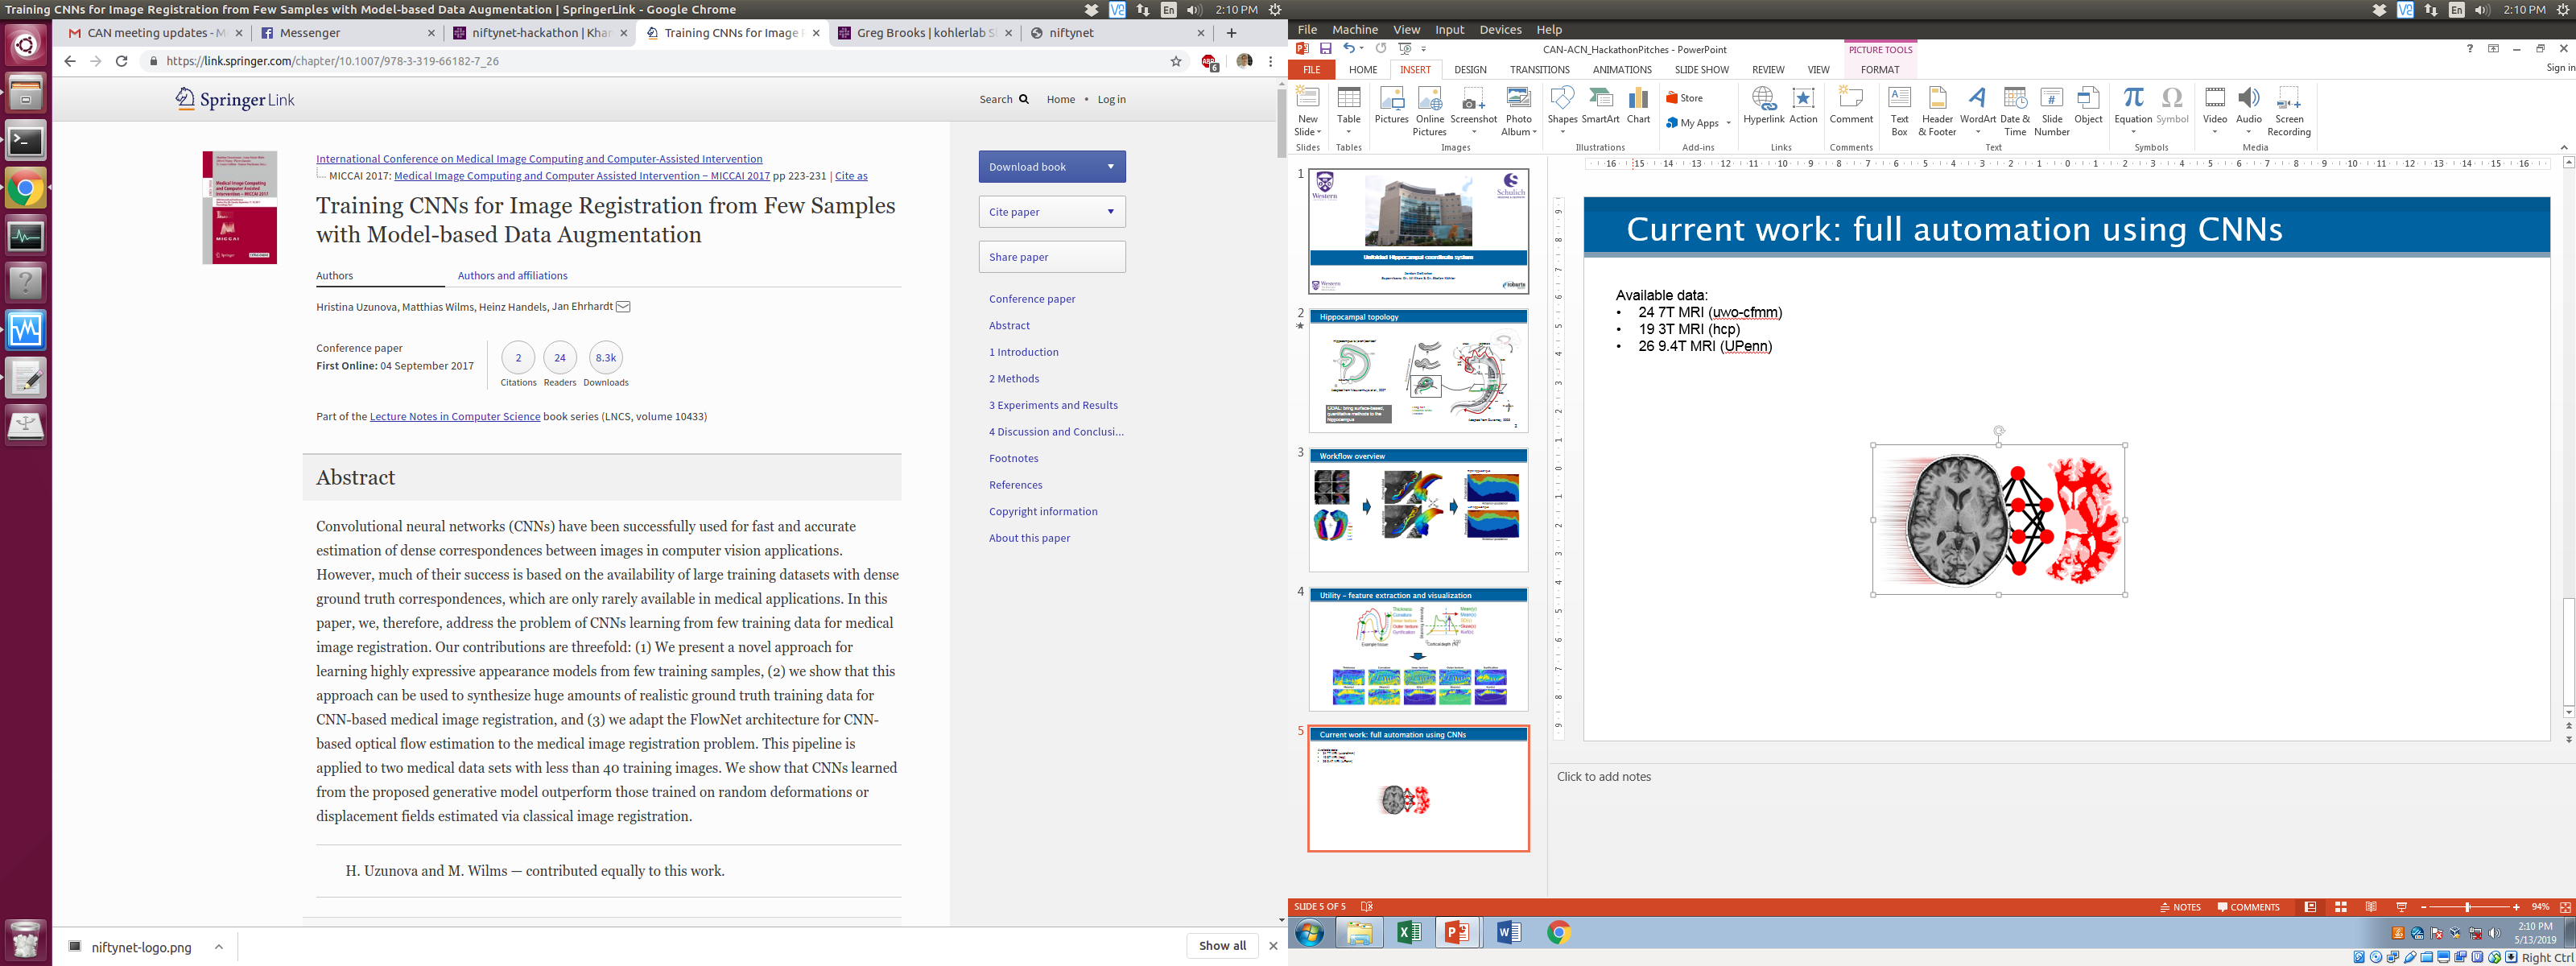 Training CNNs for Image Registration from Few Samples with Model-based Data Augmentation | SpringerLink - Google Chrome
En
2:10 PM
CAN meeting updates - M
Messenger
niftynet-hackathon | Khan
Training CNNs for Image R
Greg Brooks | kohlerlab Sl
niftynet
https://link.springer.com/chapter/10.1007/978-3-319-66182-7_26
Springer Link
Search
Home • Log in
International Conference on Medical Image Computing and Computer-Assisted Intervention
MICCAI 2017: Medical Image Computing and Computer Assisted Intervention − MICCAI 2017 pp 223-231 | Cite as
Training CNNs for Image Registration from Few Samples
with Model-based Data Augmentation
Authors
Authors and affiliations
Hristina Uzunova, Matthias Wilms, Heinz Handels, Jan Ehrhardt
Conference paper
First Online: 04 September 2017
2
24
8.3k
Citations
Readers
Downloads
Part of the Lecture Notes in Computer Science book series (LNCS, volume 10433)
Abstract
Convolutional neural networks (CNNs) have been successfully used for fast and accurate
estimation of dense correspondences between images in computer vision applications.
However, much of their success is based on the availability of large training datasets with dense
ground truth correspondences, which are only rarely available in medical applications. In this
paper, we, therefore, address the problem of CNNs learning from few training data for medical
image registration. Our contributions are threefold: (1) We present a novel approach for
learning highly expressive appearance models from few training samples, (2) we show that this
approach can be used to synthesize huge amounts of realistic ground truth training data for
CNN-based medical image registration, and (3) we adapt the FlowNet architecture for CNN-
based optical flow estimation to the medical image registration problem. This pipeline is
applied to two medical data sets with less than 40 training images. We show that CNNs learned
from the proposed generative model outperform those trained on random deformations or
displacement fields estimated via classical image registration.
H. Uzunova and M. Wilms — contributed equally to this work.
Download book
Cite paper
Share paper
Conference paper
Abstract
1 Introduction
2 Methods
3 Experiments and Results
4 Discussion and Conclusi...
Footnotes
References
Copyright information
About this paper
niftynet-logo.png
Show all
En
2:10 PM
File Machine View Input Devices Help
CAN-ACN_HackathonPitches - PowerPoint
PICTURE TOOLS
FILE HOME INSERT DESIGN TRANSITIONS ANIMATIONS SLIDE SHOW REVIEW VIEW FORMAT
Sign in
New Slide
Table
Pictures
Online Pictures
Screenshot
Photo Album
Shapes
SmartArt
Chart
Store
My Apps
Hyperlink
Action
Comment
Text Box
Header & Footer
WordArt
Date & Time
Slide Number
Object
Equation
Symbol
Video
Audio
Screen Recording
Slides
Tables
Images
Illustrations
Add-ins
Links
Comments
Text
Symbols
Media
1
Western
Schulich
Unfolded Hippocampal coordinate system
2
Hippocampal topology
3
Workflow overview
4
Utility - feature extraction and visualization
5
Current work: full automation using CNNs
Current work: full automation using CNNs
Available data:
• 24 7T MRI (uwo-cfmm)
• 19 3T MRI (hcp)
• 26 9.4T MRI (UPenn)
Click to add notes
SLIDE 5 OF 5
NOTES
COMMENTS
94%
2:10 PM
5/13/2019
Right Ctrl